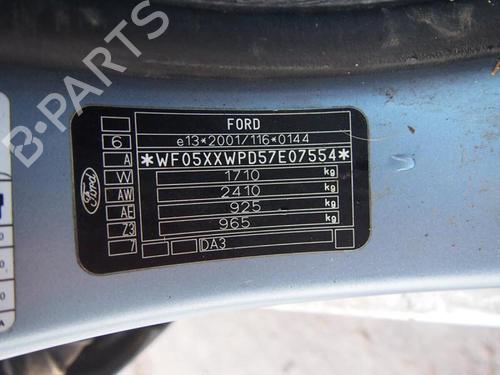 FORD
6 e13*2001/116*0144
A *WF05XXWPD57E07554*
VV 1710 kg
AW 2410 kg
AE 925 kg
Z3 965 kg
7 DA3
Ford
B-PARTS